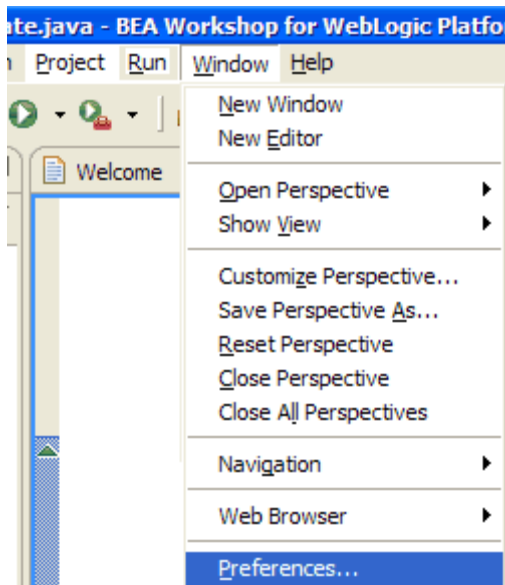 te.java - BEA Workshop for WebLogic Platfo
Project Run Window Help
New Window
New Editor
Welcome
Open Perspective
Show View
Customize Perspective...
Save Perspective As...
Reset Perspective
Close Perspective
Close All Perspectives
Navigation
Web Browser
Preferences...